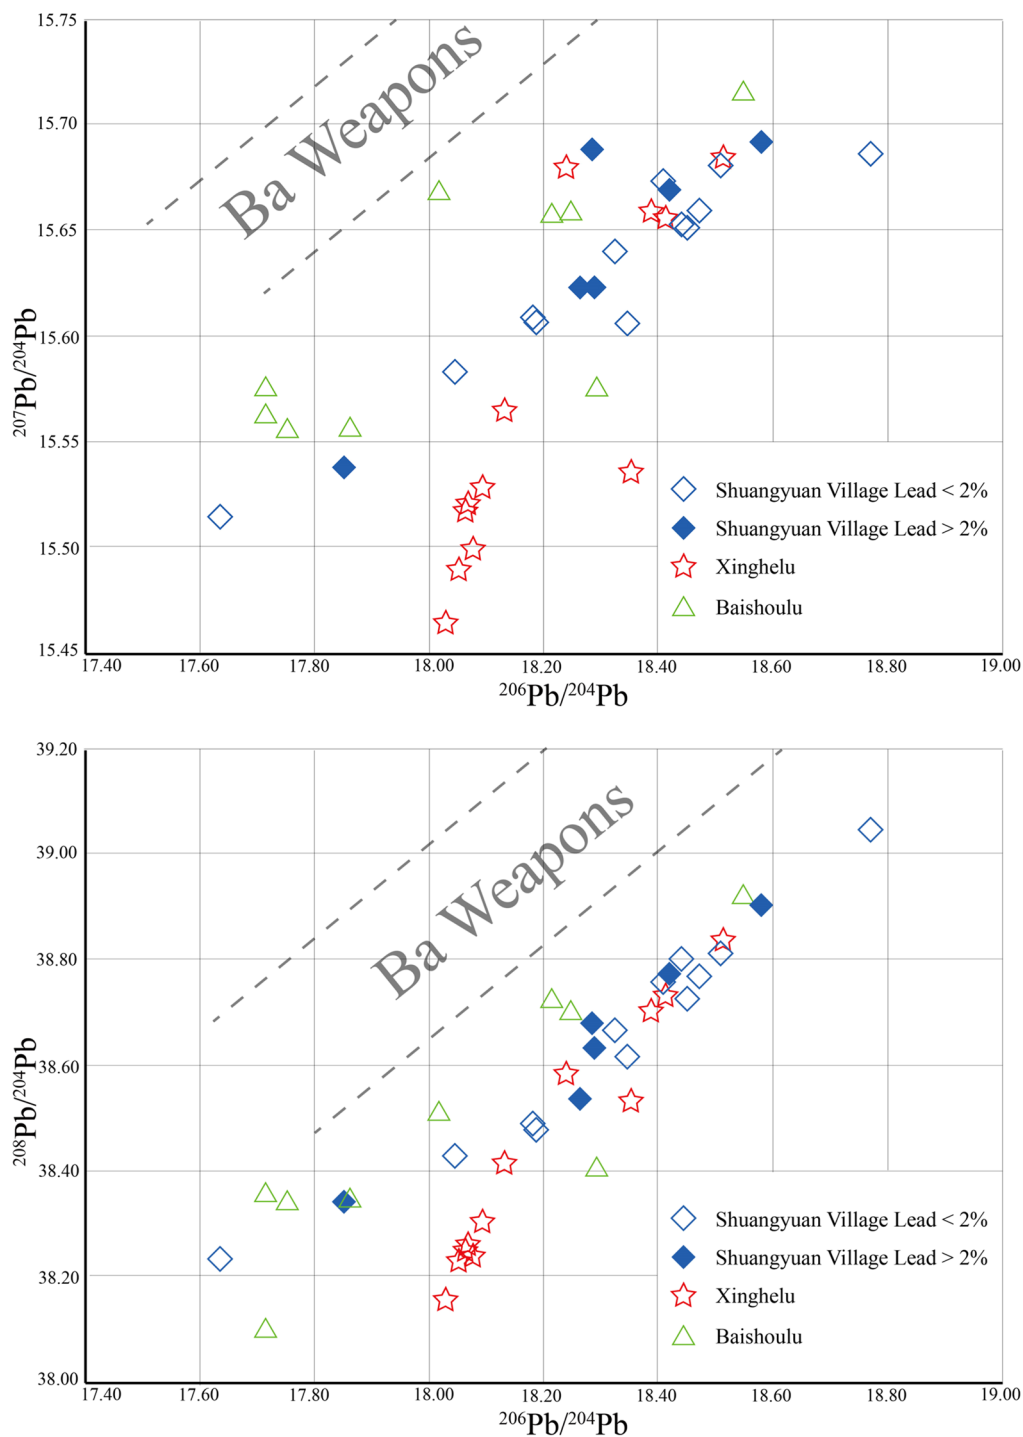 15.75
15.70
15.65
15.60
15.55
15.50
15.45
²⁰⁷Pb/²⁰⁴Pb
Ba Weapons
Shuangyuan Village Lead < 2%
Shuangyuan Village Lead > 2%
Xinghelu
Baishoulu
17.40 17.60 17.80 18.00 18.20 18.40 18.60 18.80 19.00
²⁰⁶Pb/²⁰⁴Pb
39.20
39.00
38.80
38.60
38.40
38.20
38.00
²⁰⁸Pb/²⁰⁴Pb
Ba Weapons
Shuangyuan Village Lead < 2%
Shuangyuan Village Lead > 2%
Xinghelu
Baishoulu
17.40 17.60 17.80 18.00 18.20 18.40 18.60 18.80 19.00
²⁰⁶Pb/²⁰⁴Pb